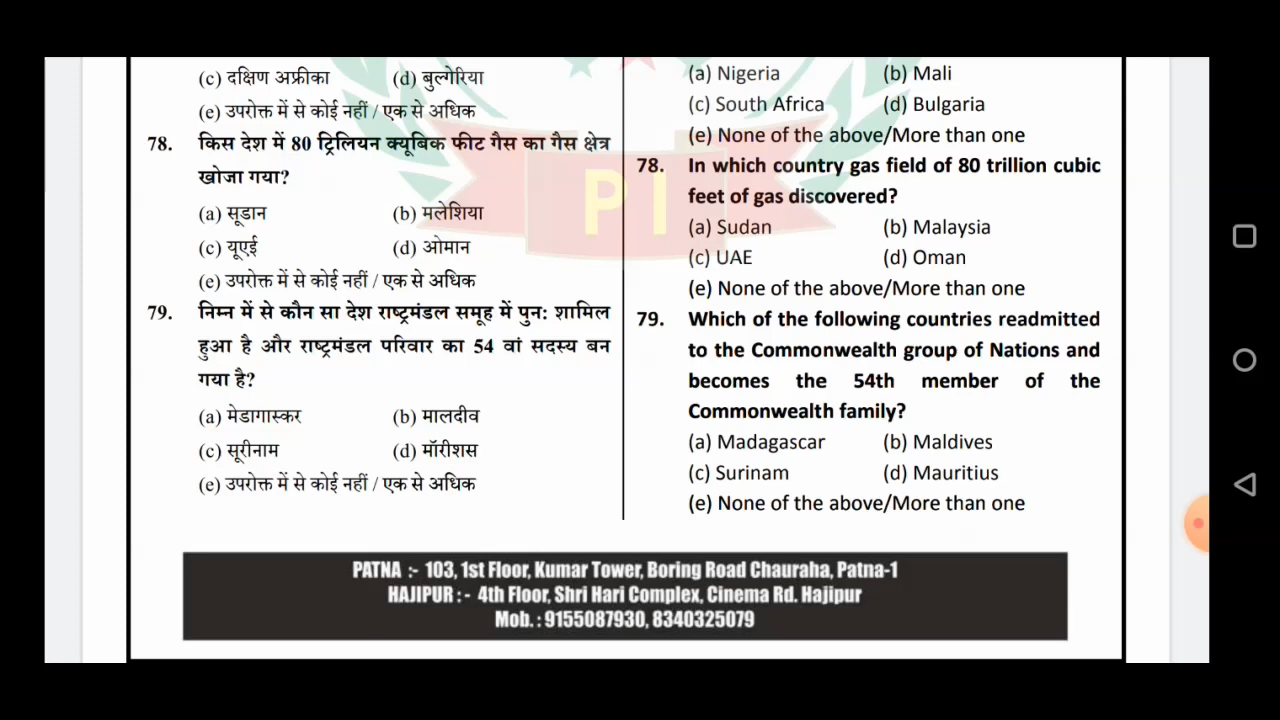 (c) दक्षिण अफ्रीका (d) बुल्गेरिया
(e) उपरोक्त में से कोई नहीं / एक से अधिक
78. किस देश में 80 ट्रिलियन क्यूबिक फीट गैस का गैस क्षेत्र
खोजा गया?
(a) सूडान (b) मलेशिया
(c) यूएई (d) ओमान
(e) उपरोक्त में से कोई नहीं / एक से अधिक
79. निम्न में से कौन सा देश राष्ट्रमंडल समूह में पुन: शामिल
हुआ है और राष्ट्रमंडल परिवार का 54 वां सदस्य बन
गया है?
(a) मेडागास्कर (b) मालदीव
(c) सूरीनाम (d) मॉरीशस
(e) उपरोक्त में से कोई नहीं / एक से अधिक
(a) Nigeria (b) Mali
(c) South Africa (d) Bulgaria
(e) None of the above/More than one
78. In which country gas field of 80 trillion cubic
feet of gas discovered?
(a) Sudan (b) Malaysia
(c) UAE (d) Oman
(e) None of the above/More than one
79. Which of the following countries readmitted
to the Commonwealth group of Nations and
becomes the 54th member of the
Commonwealth family?
(a) Madagascar (b) Maldives
(c) Surinam (d) Mauritius
(e) None of the above/More than one
PI
PATNA :- 103, 1st Floor, Kumar Tower, Boring Road Chauraha, Patna-1
HAJIPUR : - 4th Floor, Shri Hari Complex, Cinema Rd. Hajipur
Mob. : 9155087930, 8340325079